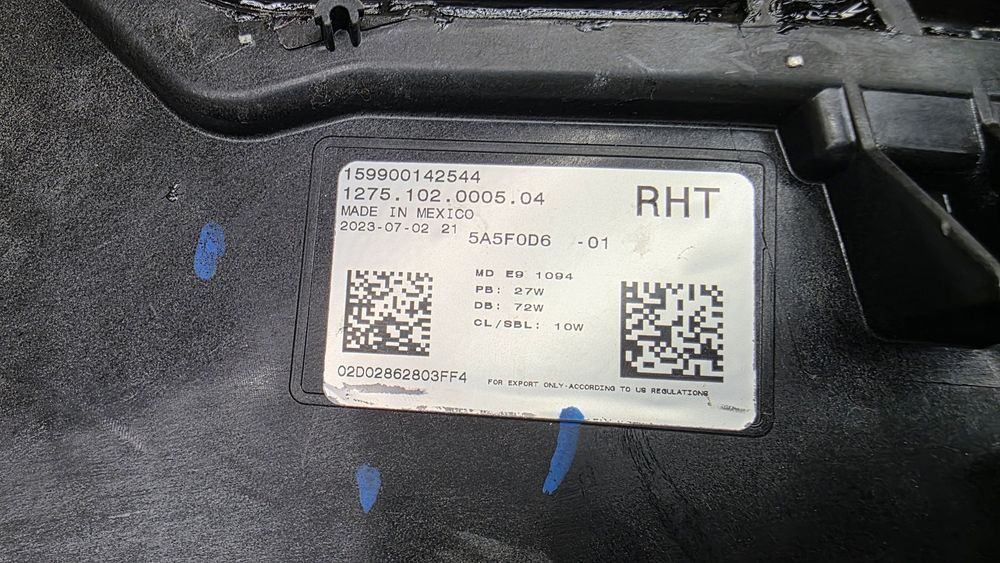 159900142544
1275.102.0005.04
RHT
MADE IN MEXICO
2023-07-02 21
5A5F0D6 -01
MD E9 1094
PB: 27W
DB: 72W
CL/SBL: 10W
02D02862803FF4
FOR EXPORT ONLY-ACCORDING TO US REGULATIONS